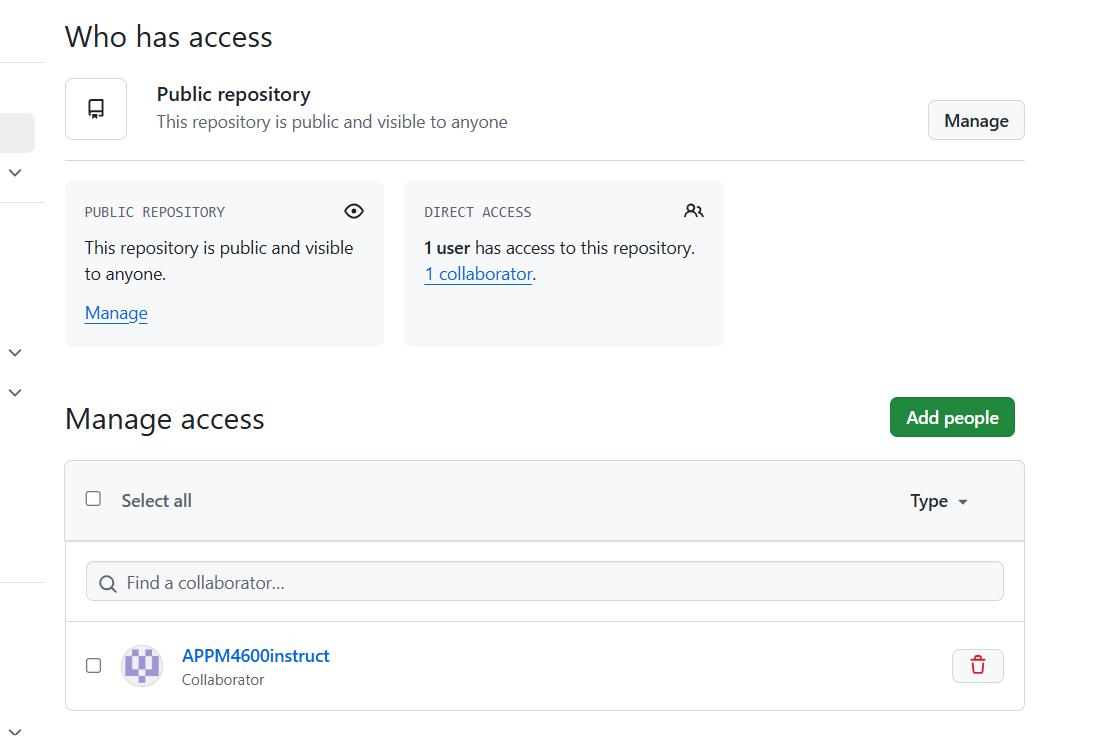 Who has access
Public repository
This repository is public and visible to anyone
Manage
PUBLIC REPOSITORY
This repository is public and visible
to anyone.
Manage
DIRECT ACCESS
1 user has access to this repository.
1 collaborator.
Manage access
Add people
Select all
Type
Find a collaborator...
APPM4600instruct
Collaborator